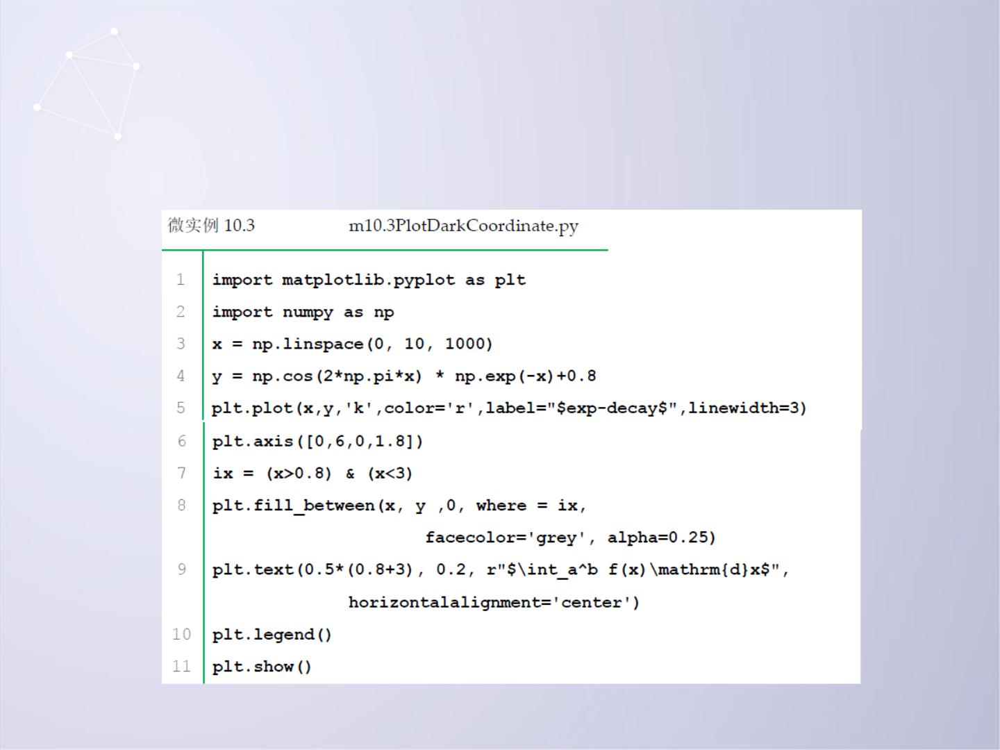 微实例 10.3 m10.3PlotDarkCoordinate.py
1 import matplotlib.pyplot as plt
2 import numpy as np
3 x = np.linspace(0, 10, 1000)
4 y = np.cos(2*np.pi*x) * np.exp(-x)+0.8
5 plt.plot(x,y,'k',color='r',label="$exp-decay$",linewidth=3)
6 plt.axis([0,6,0,1.8])
7 ix = (x>0.8) & (x<3)
8 plt.fill_between(x, y ,0, where = ix,
facecolor='grey', alpha=0.25)
9 plt.text(0.5*(0.8+3), 0.2, r"$\int_a^b f(x)\mathrm{d}x$",
horizontalalignment='center')
10 plt.legend()
11 plt.show()